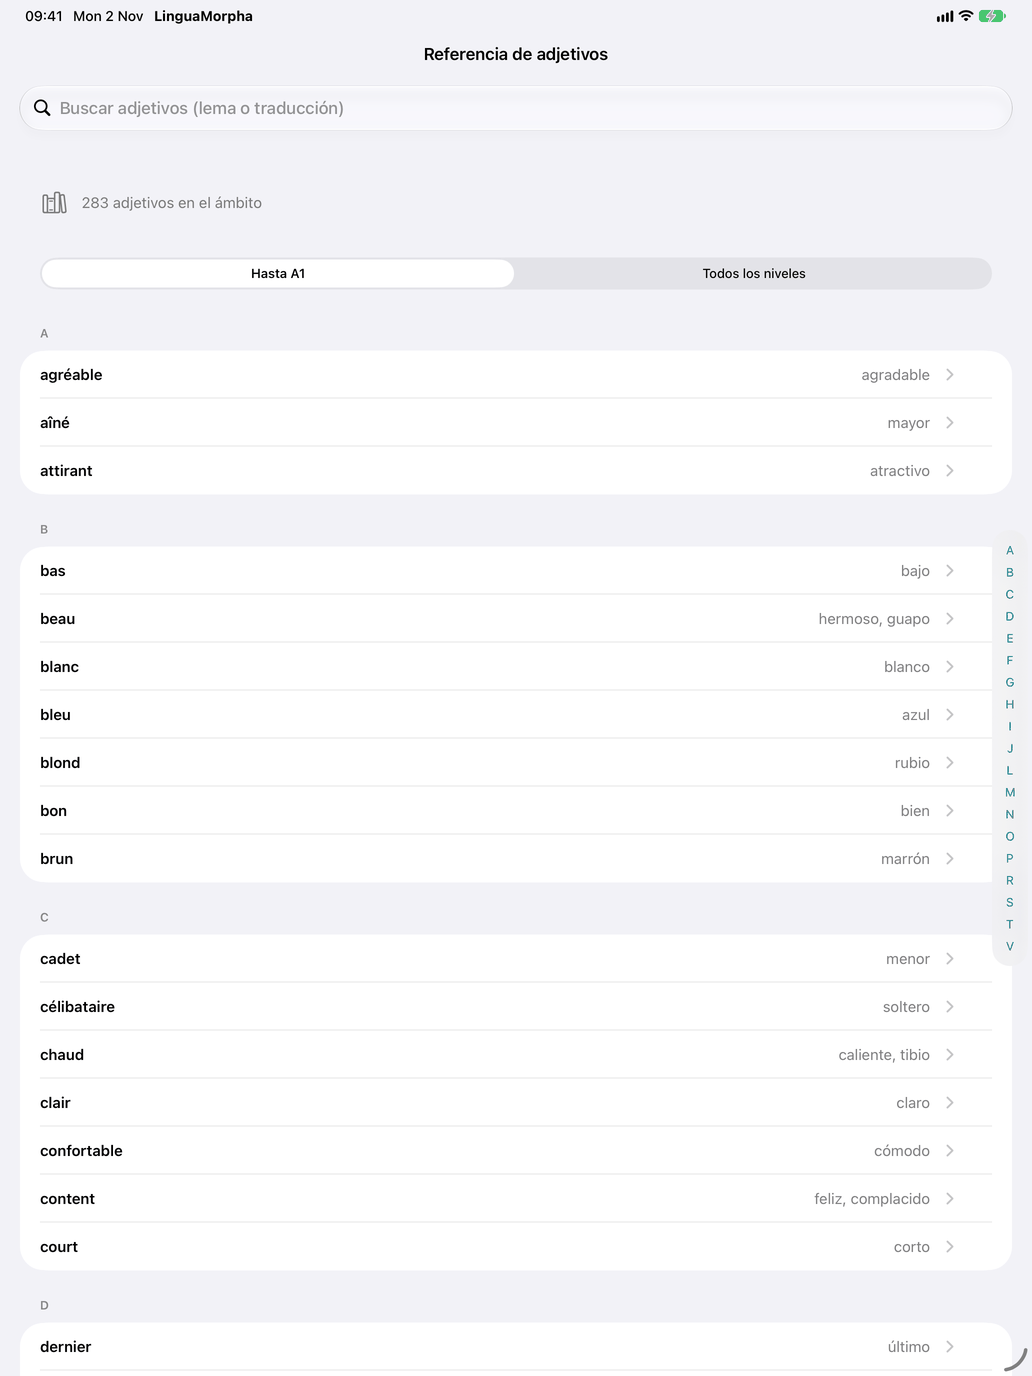 09:41 Mon 2 Nov LinguaMorpha
Referencia de adjetivos
Buscar adjetivos (lema o traducción)
283 adjetivos en el ámbito
Hasta A1 Todos los niveles
A
agréable agradable
aîné mayor
attirant atractivo
B
bas bajo
beau hermoso, guapo
blanc blanco
bleu azul
blond rubio
bon bien
brun marrón
C
cadet menor
célibataire soltero
chaud caliente, tibio
clair claro
confortable cómodo
content feliz, complacido
court corto
D
dernier último
A
B
C
D
E
F
G
H
I
J
L
M
N
O
P
R
S
T
V